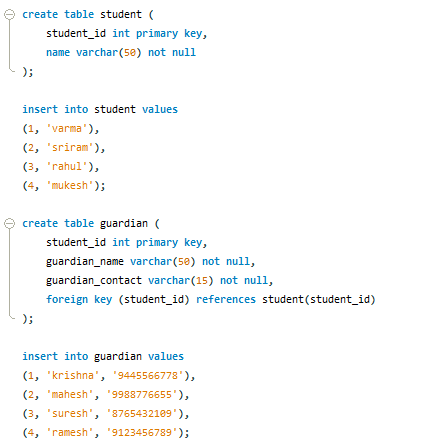 create table student (
    student_id int primary key,
    name varchar(50) not null
);

insert into student values
(1, 'varma'),
(2, 'sriram'),
(3, 'rahul'),
(4, 'mukesh');

create table guardian (
    student_id int primary key,
    guardian_name varchar(50) not null,
    guardian_contact varchar(15) not null,
    foreign key (student_id) references student(student_id)
);

insert into guardian values
(1, 'krishna', '9445566778'),
(2, 'mahesh', '9988776655'),
(3, 'suresh', '8765432109'),
(4, 'ramesh', '9123456789');